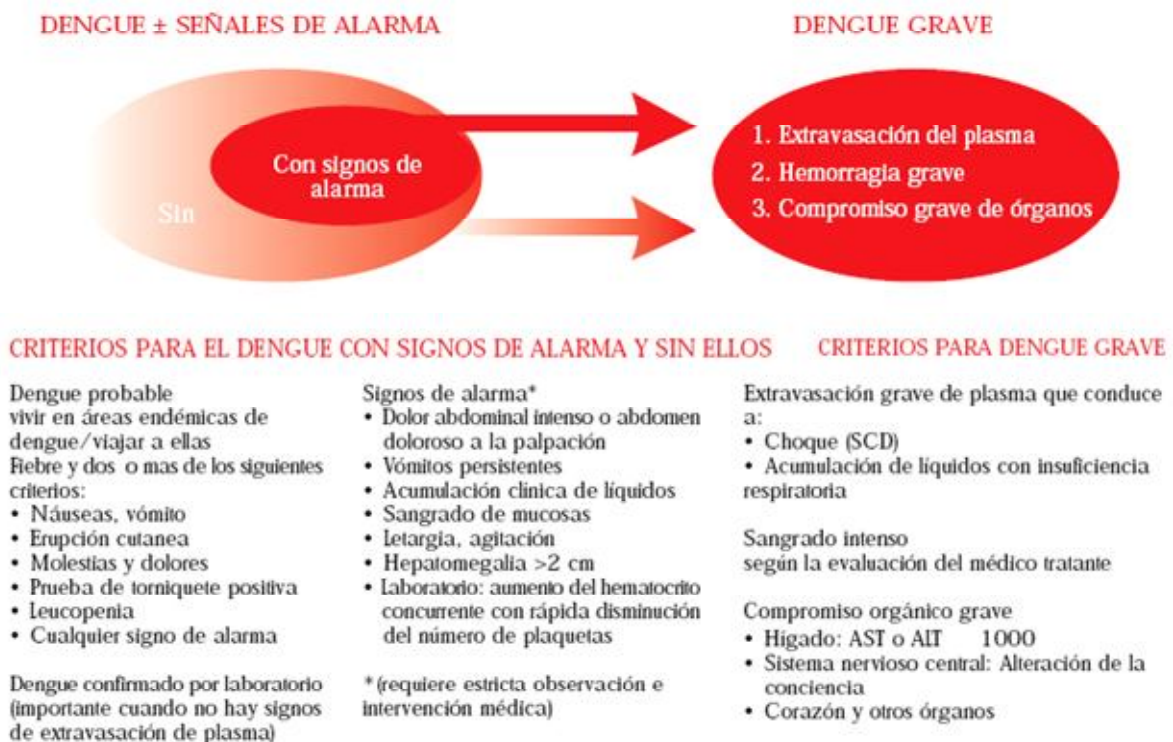 DENGUE ± SEÑALES DE ALARMA
DENGUE GRAVE
Con signos de
alarma
Sin
1. Extravasación del plasma
2. Hemorragia grave
3. Compromiso grave de órganos
CRITERIOS PARA EL DENGUE CON SIGNOS DE ALARMA Y SIN ELLOS
CRITERIOS PARA DENGUE GRAVE
Dengue probable
vivir en áreas endémicas de
dengue/viajar a ellas
Fiebre y dos o mas de los siguientes
criterios:
• Náuseas, vómito
• Erupción cutanea
• Molestias y dolores
• Prueba de torniquete positiva
• Leucopenia
• Cualquier signo de alarma
Dengue confirmado por laboratorio
(importante cuando no hay signos
de extravasación de plasma)
Signos de alarma*
• Dolor abdominal intenso o abdomen
doloroso a la palpación
• Vómitos persistentes
• Acumulación clínica de líquidos
• Sangrado de mucosas
• Letargia, agitación
• Hepatomegalia >2 cm
• Laboratorio: aumento del hematocrito
concurrente con rápida disminución
del número de plaquetas
*(requiere estricta observación e
intervención médica)
Extravasación grave de plasma que conduce
a:
• Choque (SCD)
• Acumulación de líquidos con insuficiencia
respiratoria
Sangrado intenso
según la evaluación del médico tratante
Compromiso orgánico grave
• Hígado: AST o ALT 1000
• Sistema nervioso central: Alteración de la
conciencia
• Corazón y otros órganos